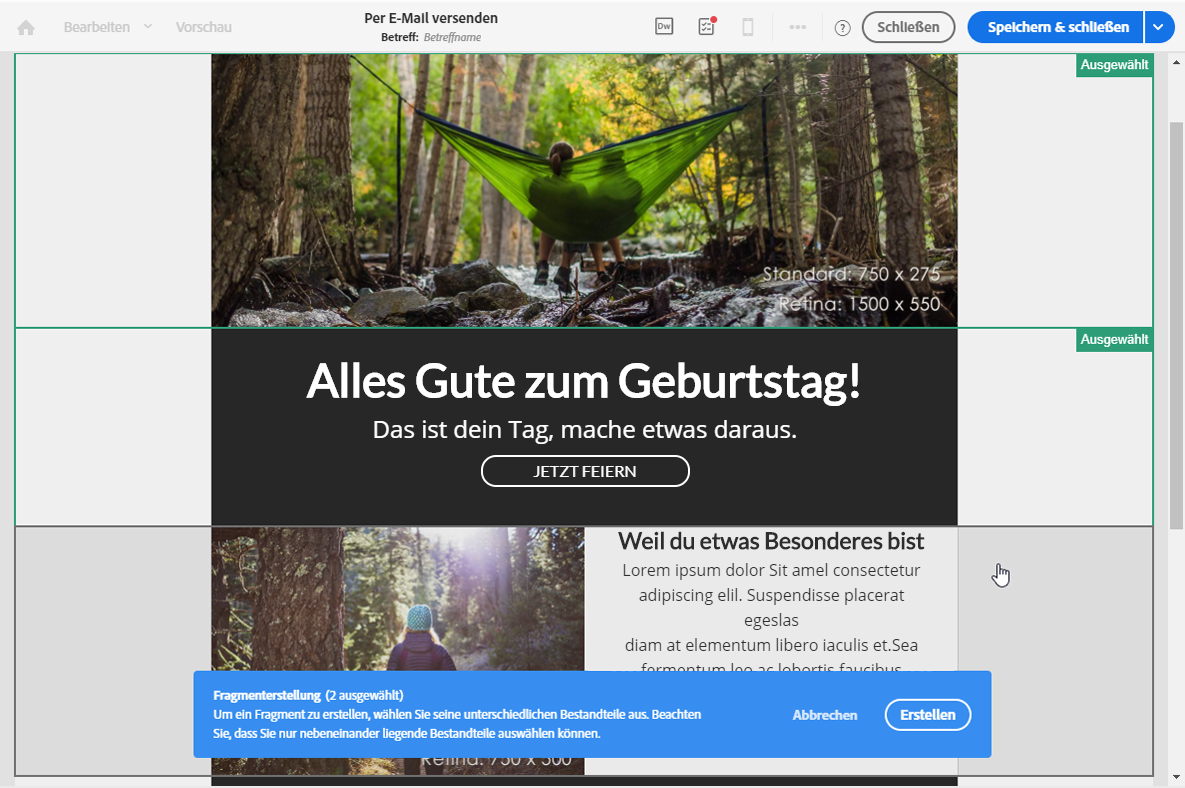 Bearbeiten
Vorschau
Per E-Mail versenden
Betreff: Betreffname
Dw
?
Schließen
Speichern & schließen
Ausgewählt
Standard: 750 x 275
Retina: 1500 x 550
Ausgewählt
Alles Gute zum Geburtstag!
Das ist dein Tag, mache etwas daraus.
JETZT FEIERN
Weil du etwas Besonderes bist
Lorem ipsum dolor Sit amel consectetur
adipiscing elil. Suspendisse placerat
egeslas
diam at elementum libero iaculis et.Sea
fermentum leo ac lobortis faucibus
Fragmenterstellung (2 ausgewählt)
Um ein Fragment zu erstellen, wählen Sie seine unterschiedlichen Bestandteile aus. Beachten
Sie, dass Sie nur nebeneinander liegende Bestandteile auswählen können.
Abbrechen
Erstellen
Retina: 750 x 500